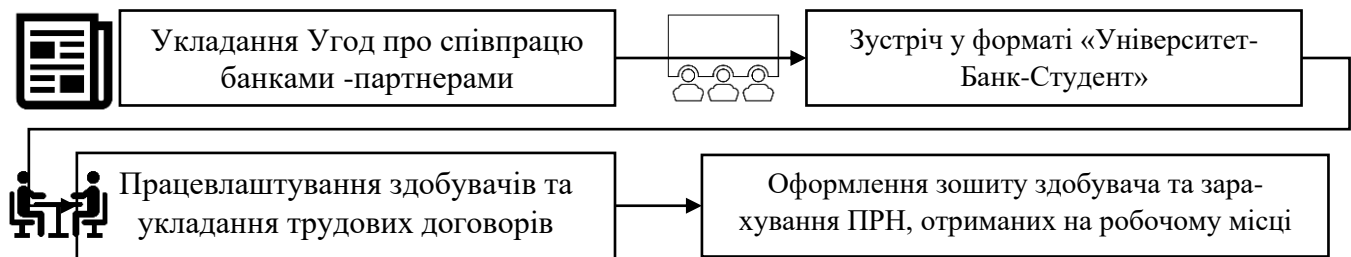 Укладання Угод про співпрацю
банками -партнерами
Зустріч у форматі «Університет-
Банк-Студент»
Працевлаштування здобувачів та
укладання трудових договорів
Оформлення зошиту здобувача та зара-
хування ПРН, отриманих на робочому місці